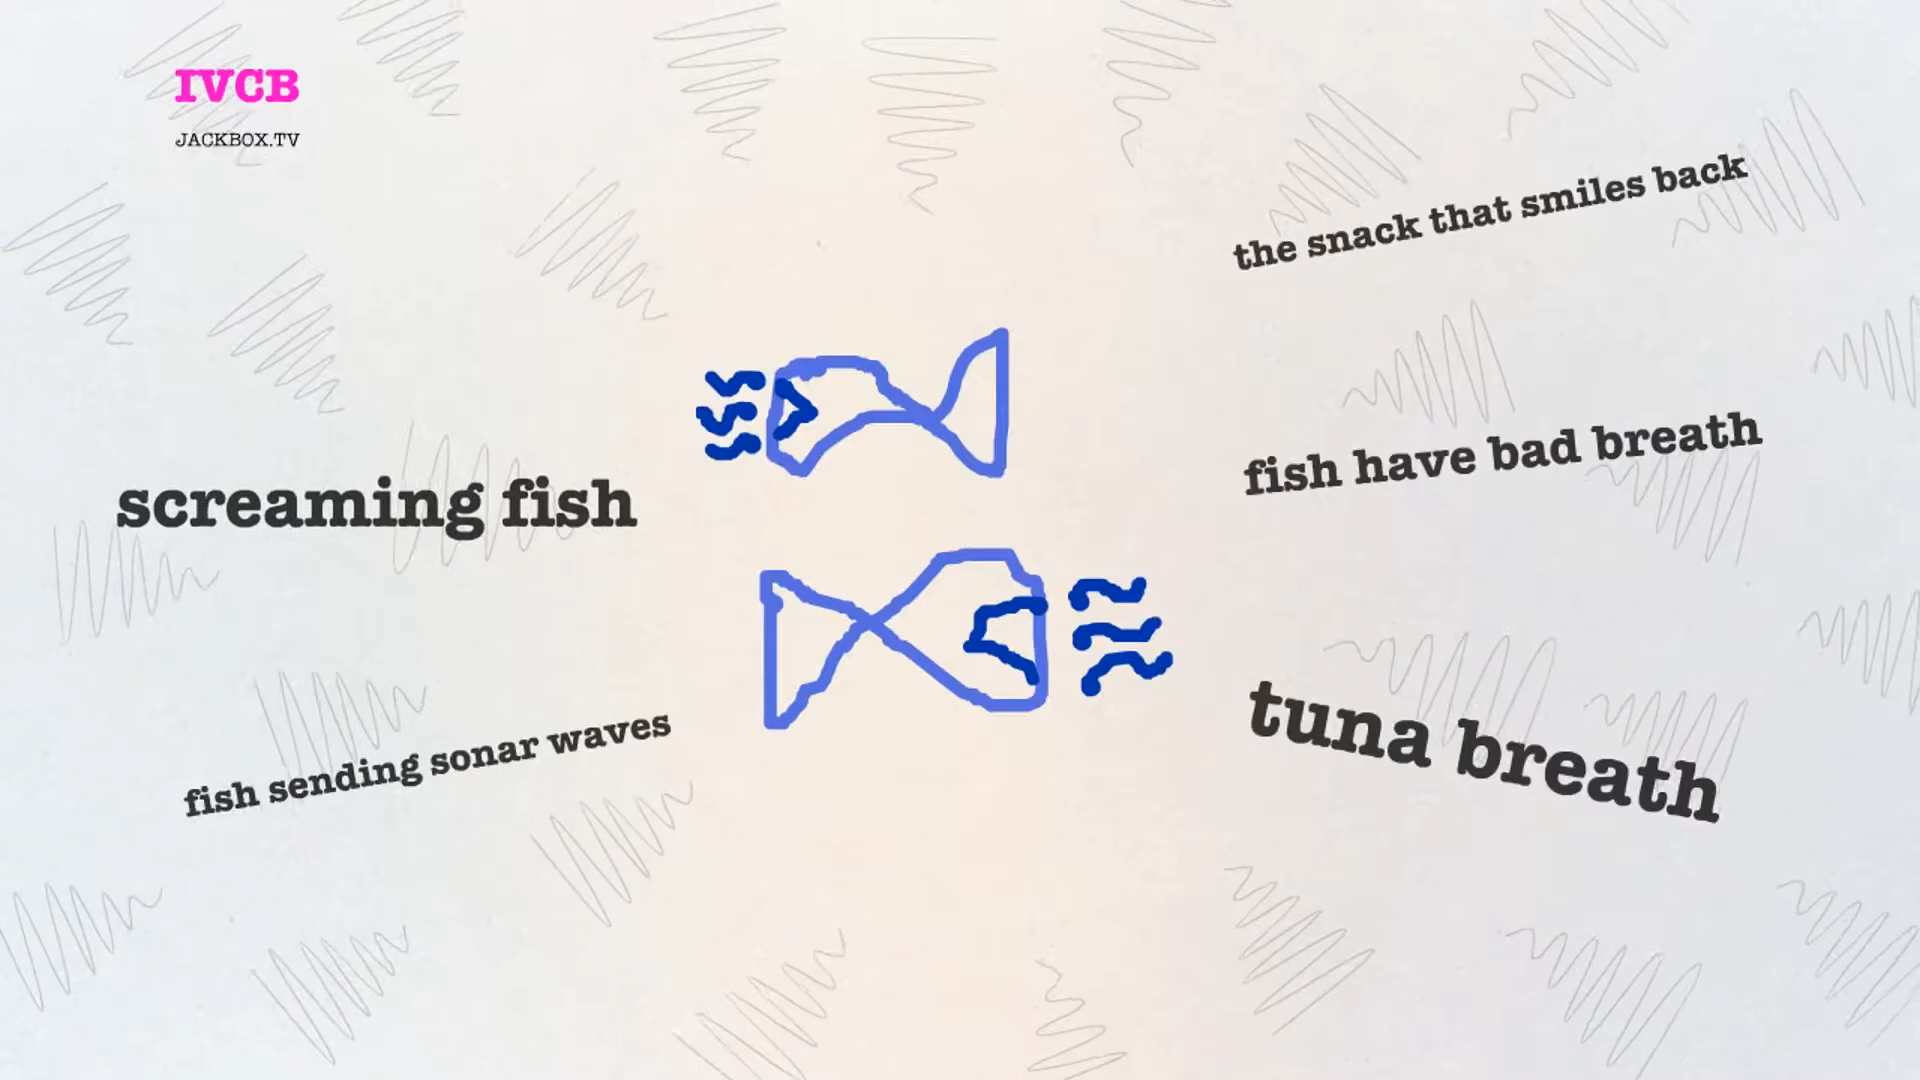 IVCB
JACKBOX.TV
the snack that smiles back
screaming fish
fish have bad breath
fish sending sonar waves
tuna breath